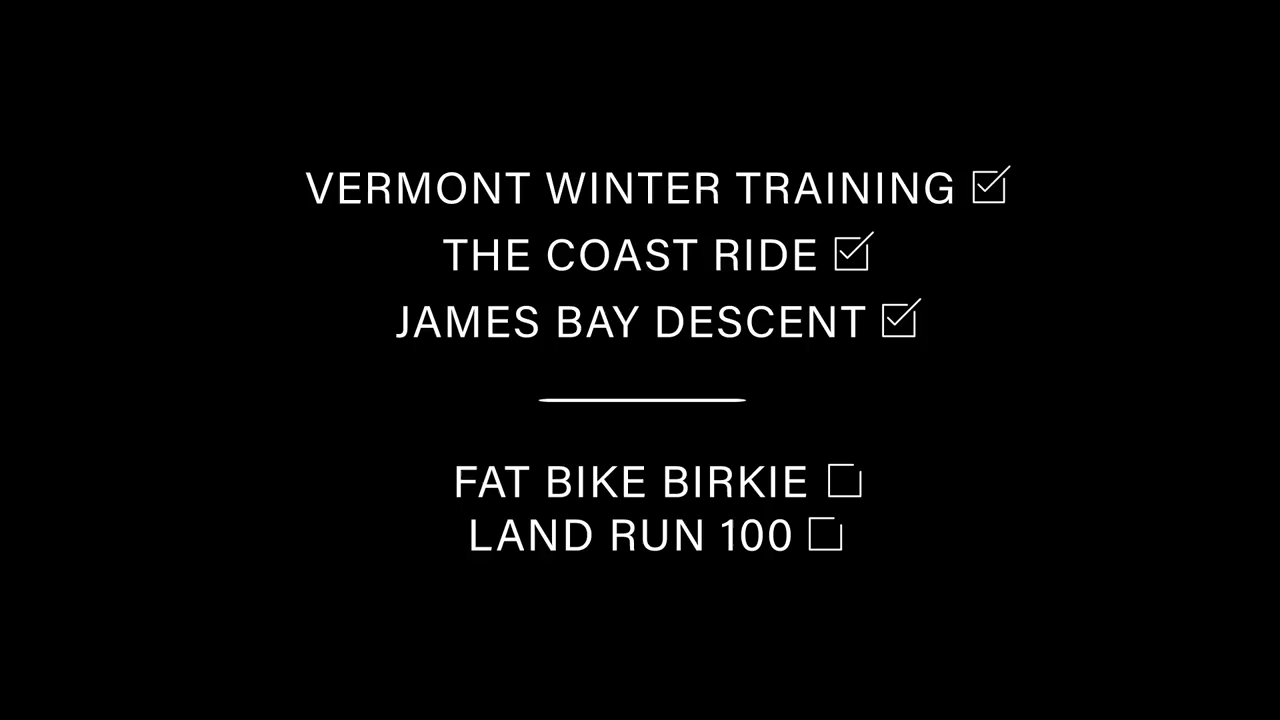 VERMONT WINTER TRAINING ☑
THE COAST RIDE ☑
JAMES BAY DESCENT ☑
FAT BIKE BIRKIE ☐
LAND RUN 100 ☐